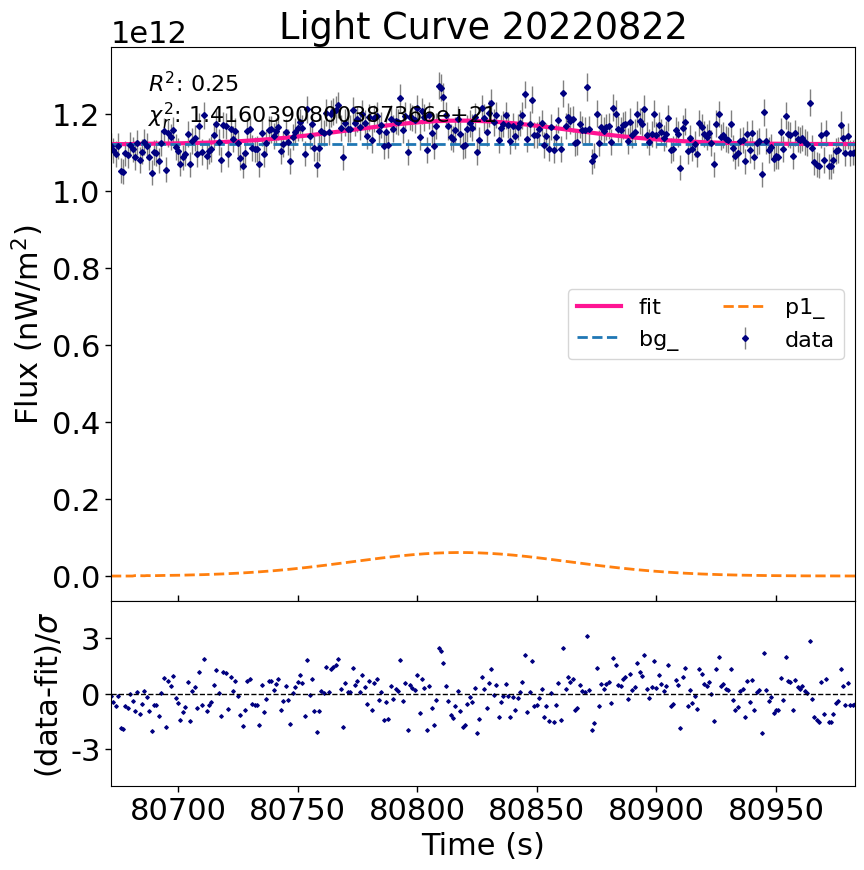 Light Curve 20220822
1e12
R²: 0.25
χ²:
1.2
1.0
0.8
0.6
0.4
0.2
0.0
Flux (nW/m²)
fit
bg_
p1_
data
3
0
-3
(data-fit)/σ
80700 80750 80800 80850 80900 80950
Time (s)